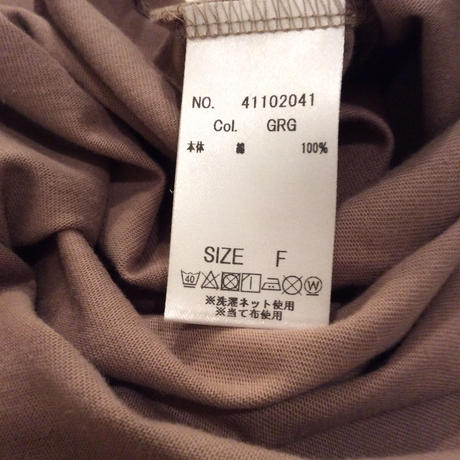 NO. 41102041
Col. GRG
本体 綿 100%
SIZE F
40 W
※洗濯ネット使用
※当て布使用